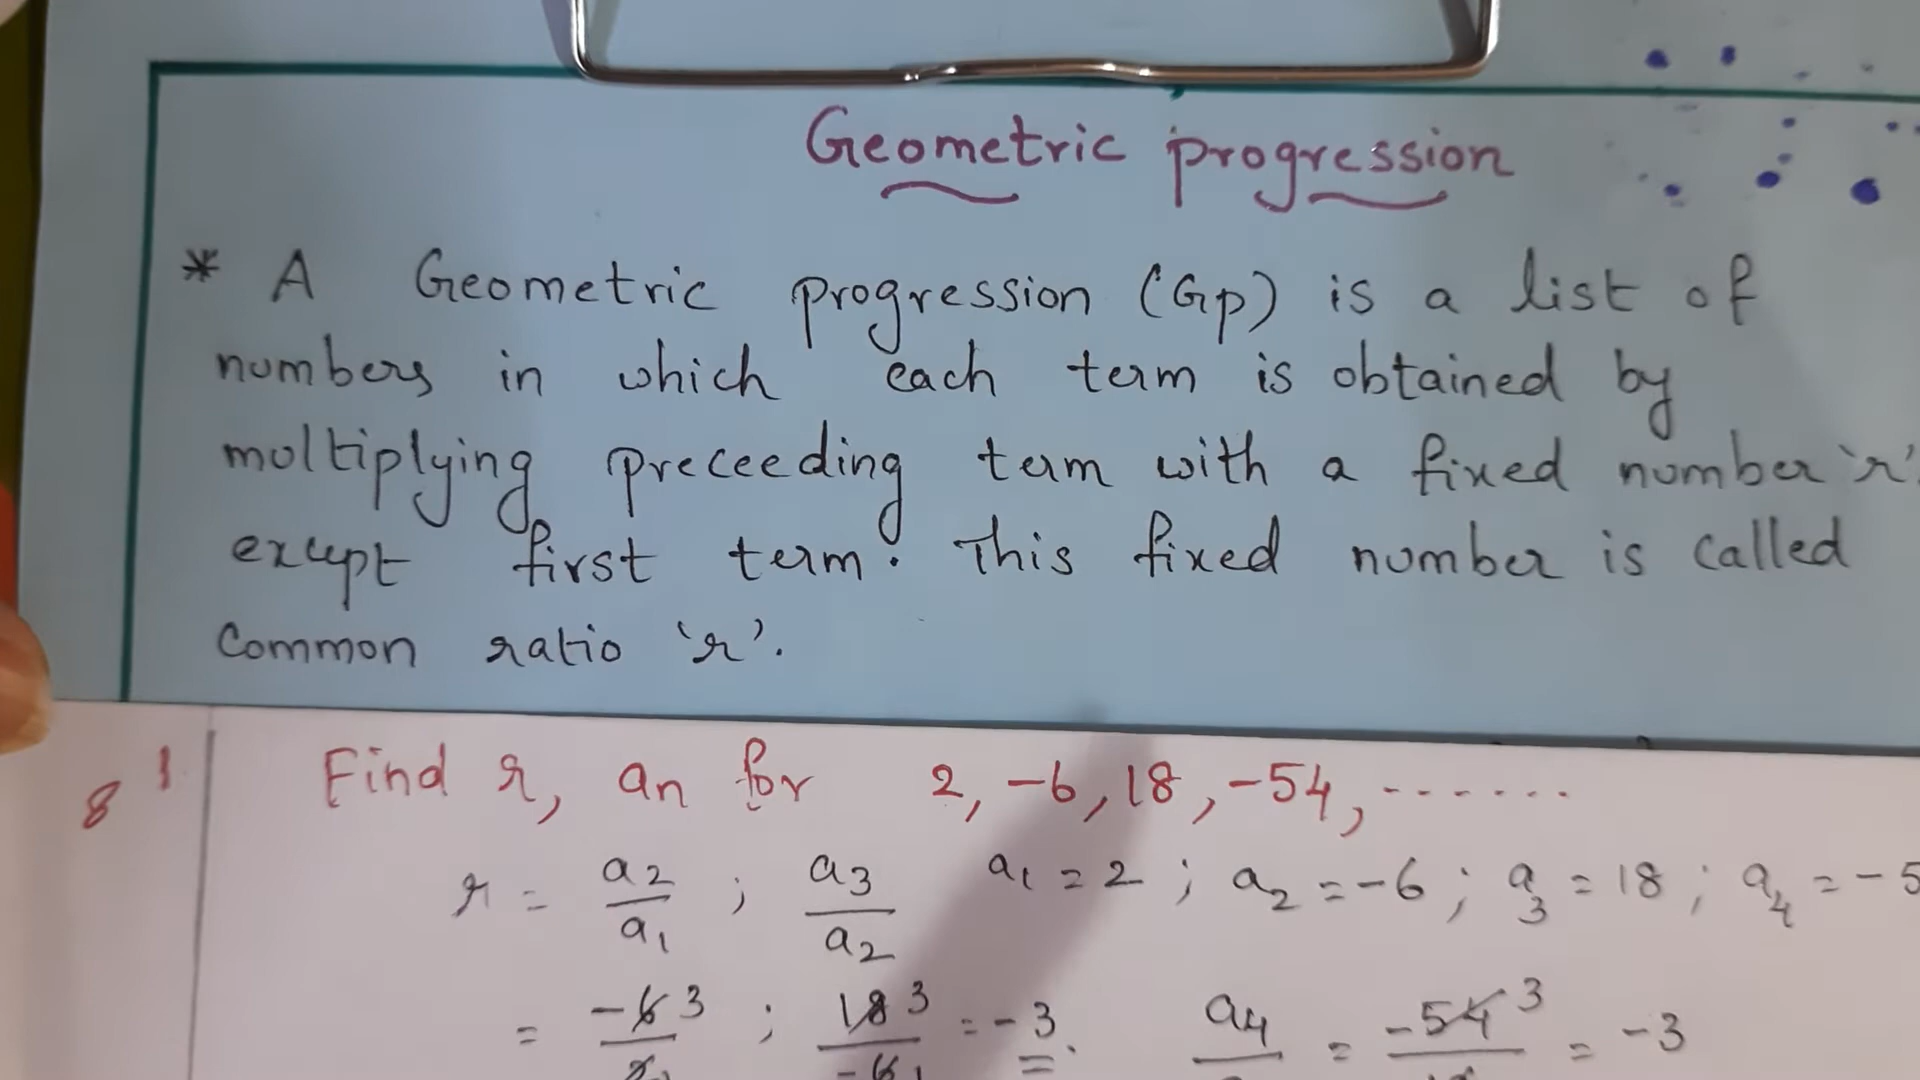 Geometric progression
* A Geometric progression (Gp) is a list of
numbers in which each term is obtained by
multiplying preceeding term with a fixed number 'r'.
except first term. This fixed number is called
Common ratio 'r'.
8 1 Find r, an for 2, -6, 18, -54, ......
r = a2/a1 ; a3/a2 a1 = 2 ; a2 = -6 ; a3 = 18 ; a4 = -5
= -6 3 ; 18 3/-6 1 = -3. a4 = -54 3 = -3